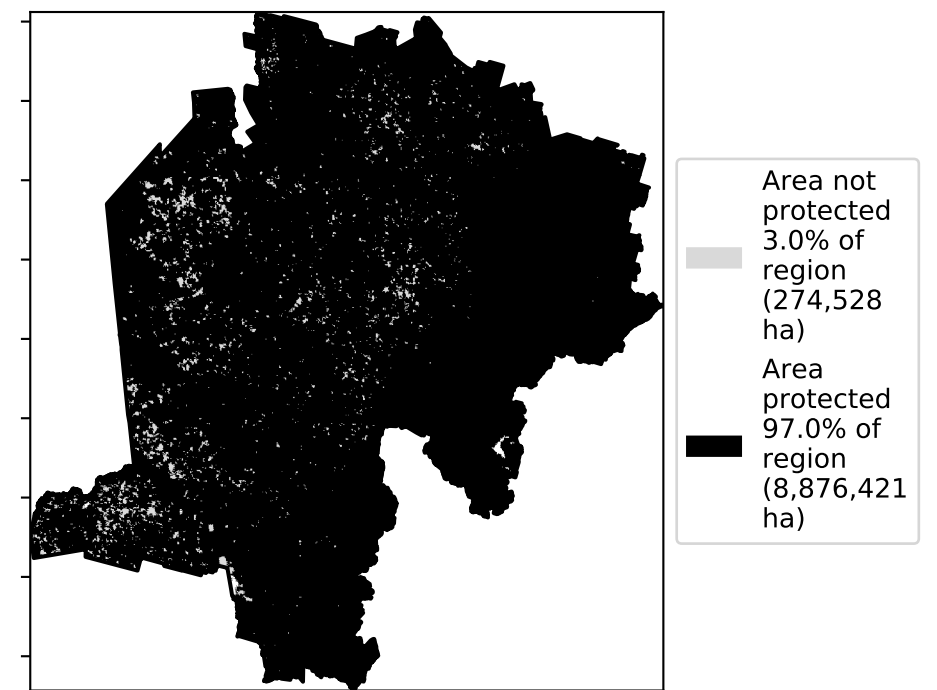 Area not
protected
3.0% of
region
(274,528
ha)
Area
protected
97.0% of
region
(8,876,421
ha)